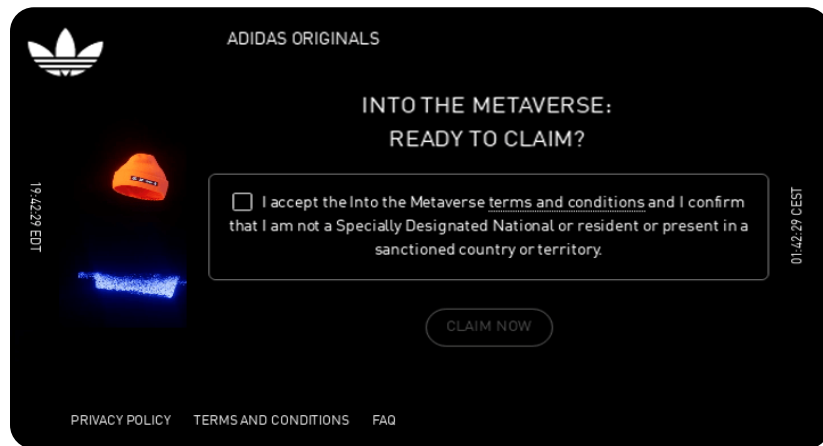 ADIDAS ORIGINALS
INTO THE METAVERSE:
READY TO CLAIM?
19:42:29 EDT
I accept the Into the Metaverse terms and conditions and I confirm
that I am not a Specially Designated National or resident or present in a
sanctioned country or territory.
01:42:29 CEST
CLAIM NOW
PRIVACY POLICY TERMS AND CONDITIONS FAQ